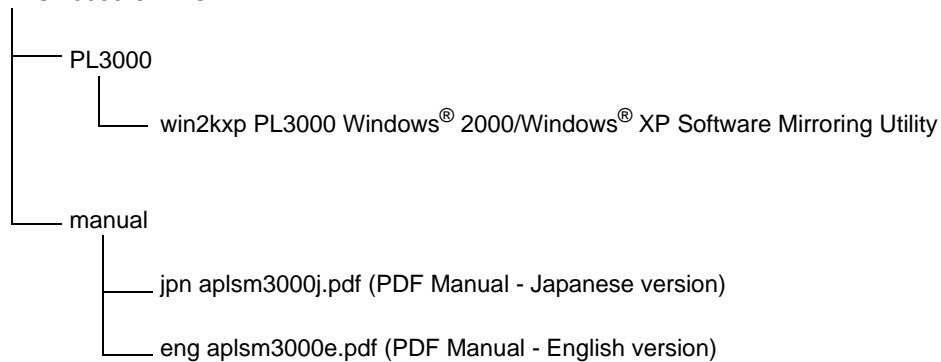 PL3000
win2kxp PL3000 Windows® 2000/Windows® XP Software Mirroring Utility
manual
jpn aplsm3000j.pdf (PDF Manual - Japanese version)
eng aplsm3000e.pdf (PDF Manual - English version)